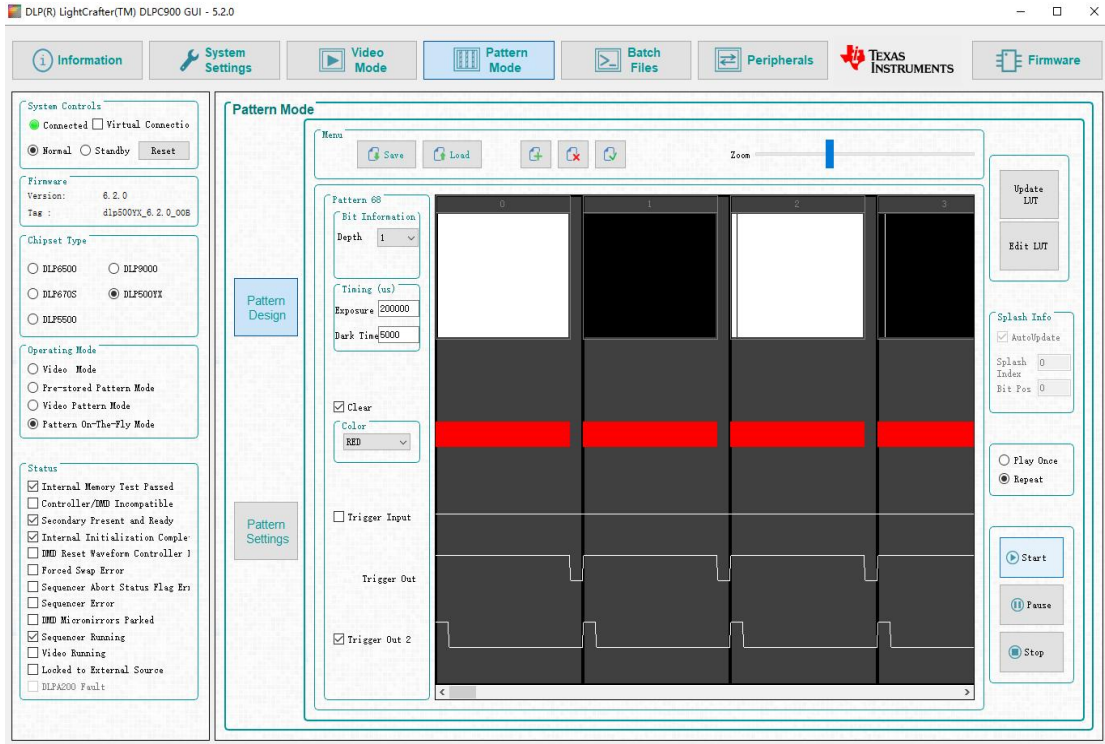 DLP(R) LightCrafter(TM) DLPC900 GUI - 5.2.0
Information
System Settings
Video Mode
Pattern Mode
Batch Files
Peripherals
TEXAS INSTRUMENTS
Firmware
System Controls
Connected Virtual Connectio
Normal Standby Reset
Firmware
Version: 6.2.0
Tag : dlp500YX_6.2.0_OOB
Chipset Type
DLP6500 DLP9000
DLP670S DLP500YX
DLP5500
Operating Mode
Video Mode
Pre-stored Pattern Mode
Video Pattern Mode
Pattern On-The-Fly Mode
Status
Internal Memory Test Passed
Controller/DMD Incompatible
Secondary Present and Ready
Internal Initialization Comple
DMD Reset Waveform Controller
Forced Swap Error
Sequencer Abort Status Flag Err
Sequencer Error
DMD Micromirrors Parked
Sequencer Running
Video Running
Locked to External Source
DLPA200 Fault
Pattern Mode
Pattern Design
Pattern Settings
Menu
Save Load
Zoom
Pattern 68
Bit Information
Depth 1
Timing (us)
Exposure 200000
Dark Time 5000
Clear
Color
RED
Trigger Input
Trigger Out
Trigger Out 2
0 1 2 3
Update LUT
Edit LUT
Splash Info
AutoUpdate
Splash Index 0
Bit Pos 0
Play Once
Repeat
Start
Pause
Stop